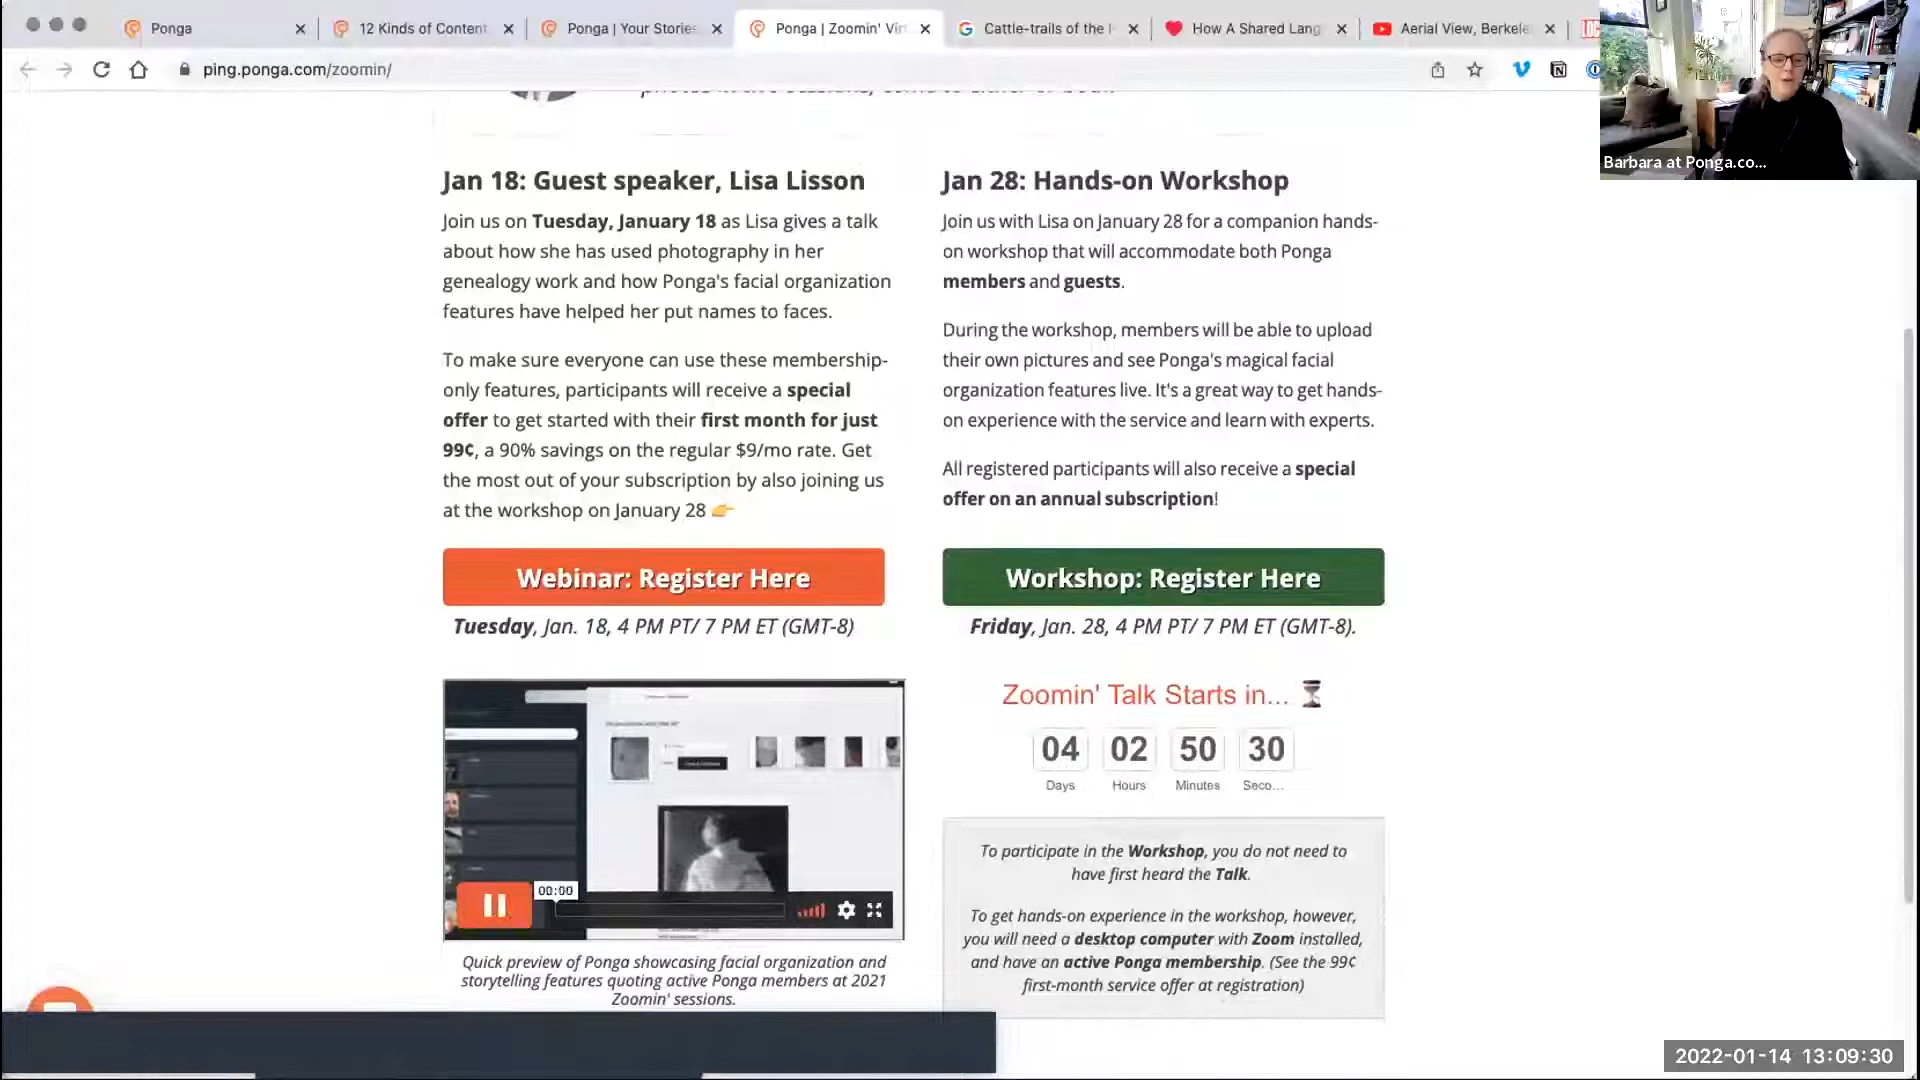 Ponga
12 Kinds of Content
Ponga | Your Stories
Ponga | Zoomin' Vir
Cattle-trails of the
How A Shared Lang
Aerial View, Berkele
ping.ponga.com/zoomin/
Barbara at Ponga.co...
Jan 18: Guest speaker, Lisa Lisson
Join us on Tuesday, January 18 as Lisa gives a talk
about how she has used photography in her
genealogy work and how Ponga's facial organization
features have helped her put names to faces.
To make sure everyone can use these membership-
only features, participants will receive a special
offer to get started with their first month for just
99¢, a 90% savings on the regular $9/mo rate. Get
the most out of your subscription by also joining us
at the workshop on January 28 👉
Webinar: Register Here
Tuesday, Jan. 18, 4 PM PT/ 7 PM ET (GMT-8)
00:00
Quick preview of Ponga showcasing facial organization and
storytelling features quoting active Ponga members at 2021
Zoomin' sessions.
Jan 28: Hands-on Workshop
Join us with Lisa on January 28 for a companion hands-
on workshop that will accommodate both Ponga
members and guests.
During the workshop, members will be able to upload
their own pictures and see Ponga's magical facial
organization features live. It's a great way to get hands-
on experience with the service and learn with experts.
All registered participants will also receive a special
offer on an annual subscription!
Workshop: Register Here
Friday, Jan. 28, 4 PM PT/ 7 PM ET (GMT-8).
Zoomin' Talk Starts in... ⏳
04 02 50 30
Days Hours Minutes Seco...
To participate in the Workshop, you do not need to
have first heard the Talk.
To get hands-on experience in the workshop, however,
you will need a desktop computer with Zoom installed,
and have an active Ponga membership. (See the 99¢
first-month service offer at registration)
2022-01-14 13:09:30